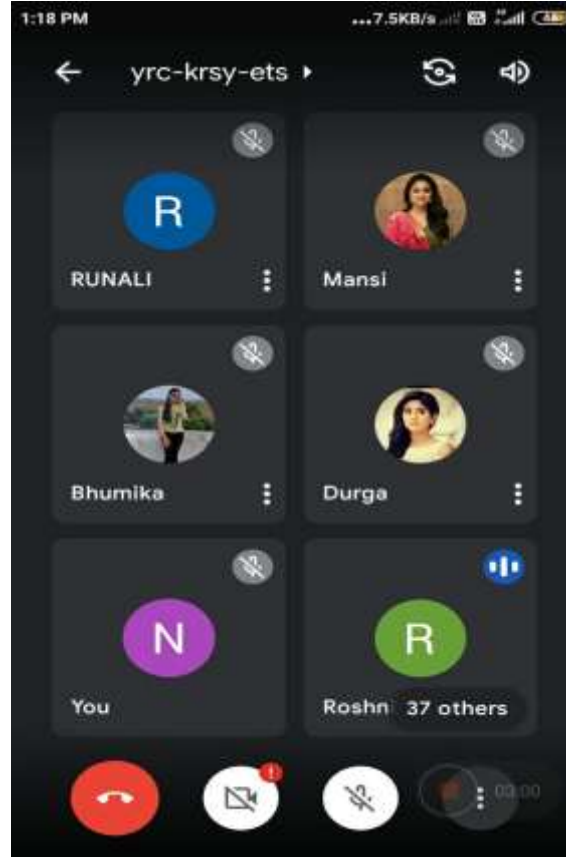 1:18 PM ...7.5KB/s
yrc-krsy-ets
R
RUNALI
Mansi
Bhumika
Durga
N
You
R
Roshn 37 others
03:00